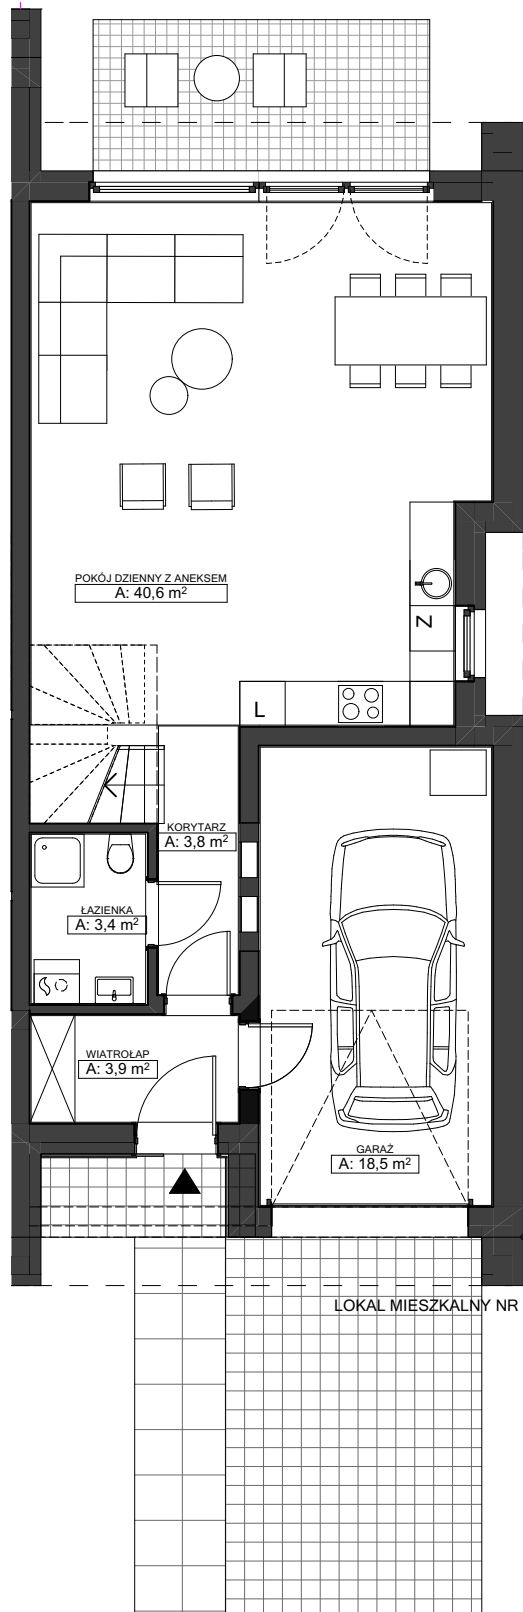 POKÓJ DZIENNY Z ANEKSEM
A: 40,6 m²
Z
L
KORYTARZ
A: 3,8 m²
ŁAZIENKA
A: 3,4 m²
WIATROŁAP
A: 3,9 m²
GARAŻ
A: 18,5 m²
LOKAL MIESZKALNY NR